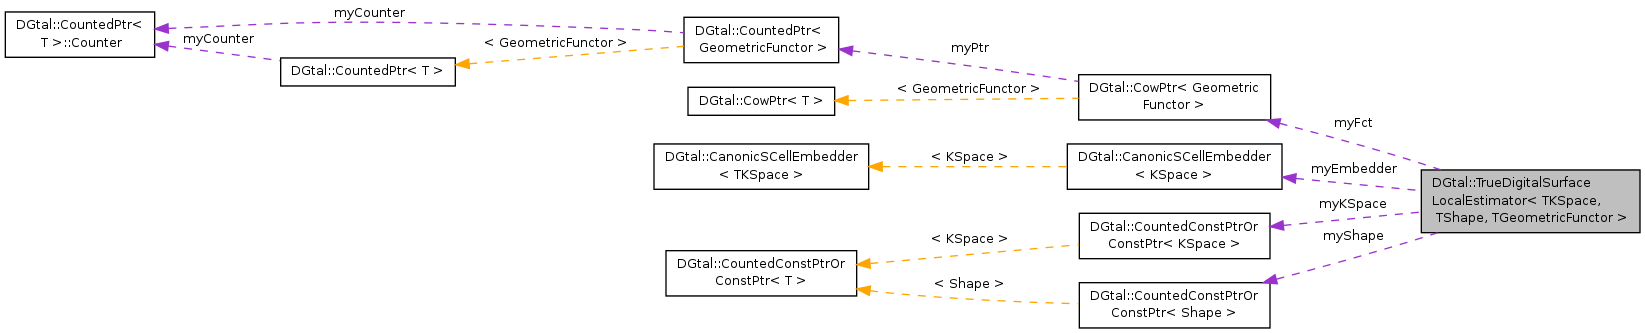 DGtal::CountedPtr<
T >::Counter
myCounter
myCounter
DGtal::CountedPtr< T >
< GeometricFunctor >
DGtal::CountedPtr<
GeometricFunctor >
myPtr
DGtal::CowPtr< T >
< GeometricFunctor >
DGtal::CowPtr< Geometric
Functor >
myFct
DGtal::CanonicSCellEmbedder
< TKSpace >
< KSpace >
DGtal::CanonicSCellEmbedder
< KSpace >
myEmbedder
DGtal::TrueDigitalSurface
LocalEstimator< TKSpace,
TShape, TGeometricFunctor >
myKSpace
DGtal::CountedConstPtrOr
ConstPtr< KSpace >
< KSpace >
myShape
DGtal::CountedConstPtrOr
ConstPtr< T >
< Shape >
DGtal::CountedConstPtrOr
ConstPtr< Shape >